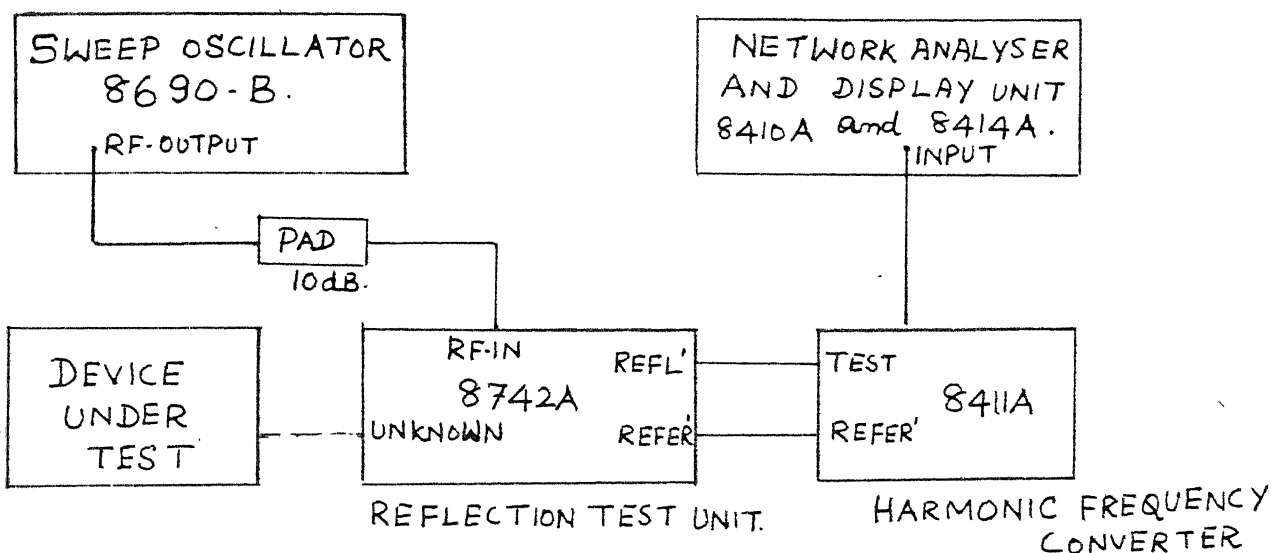 SWEEP OSCILLATOR
8690-B.
RF-OUTPUT
NETWORK ANALYSER
AND DISPLAY UNIT
8410A and 8414A.
INPUT
PAD
10dB.
DEVICE
UNDER
TEST
RF-IN
8742A
UNKNOWN
REFL'
REFER'
TEST
8411A
REFER'
REFLECTION TEST UNIT.
HARMONIC FREQUENCY
CONVERTER